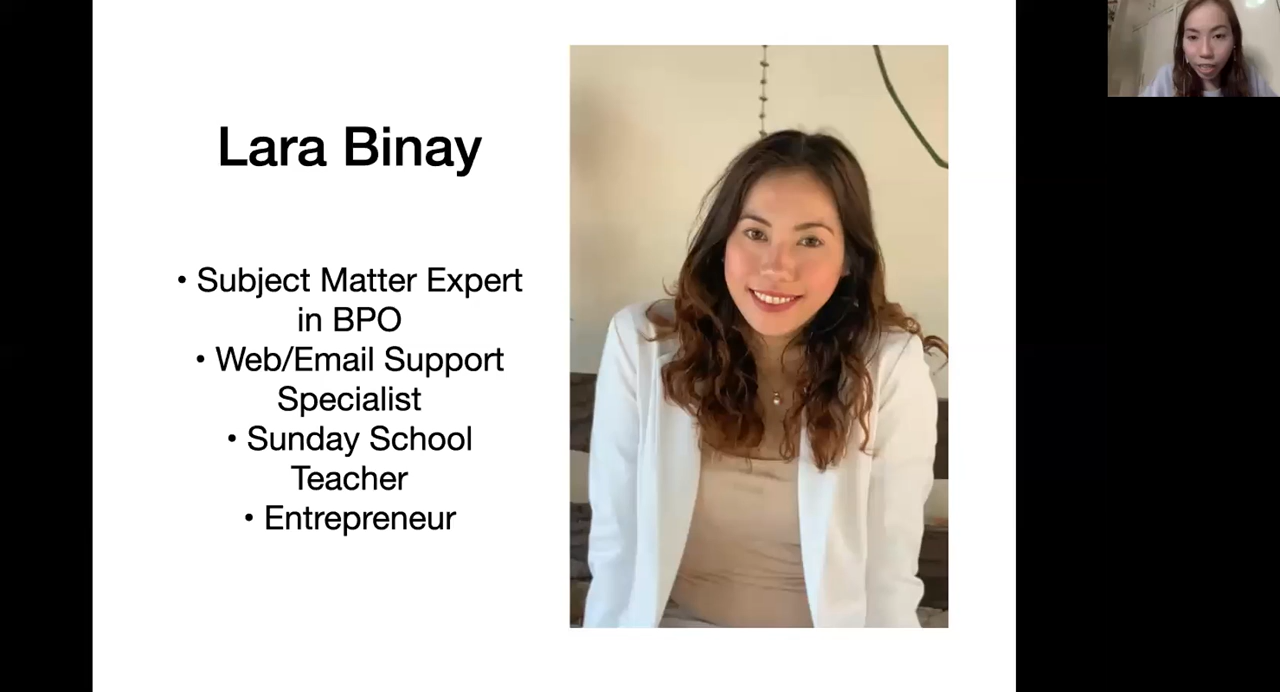 Lara Binay
• Subject Matter Expert
in BPO
• Web/Email Support
Specialist
• Sunday School
Teacher
• Entrepreneur